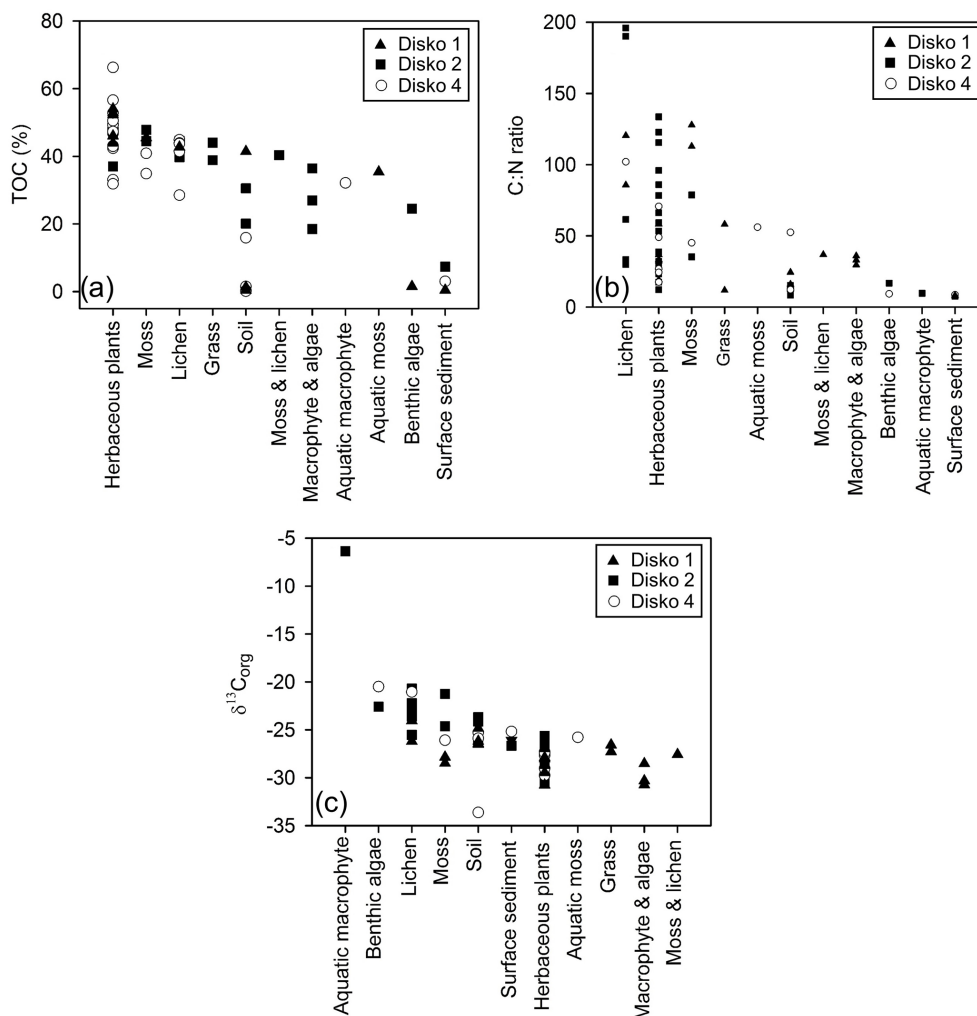 80
60
40
20
0
TOC (%)
(a)
Disko 1
Disko 2
Disko 4
Herbaceous plants
Moss
Lichen
Grass
Soil
Moss & lichen
Macrophyte & algae
Aquatic macrophyte
Aquatic moss
Benthic algae
Surface sediment
200
150
100
50
0
C:N ratio
(b)
Disko 1
Disko 2
Disko 4
Lichen
Herbaceous plants
Moss
Grass
Aquatic moss
Soil
Moss & lichen
Macrophyte & algae
Benthic algae
Aquatic macrophyte
Surface sediment
-5
-10
-15
-20
-25
-30
-35
δ13Corg
(c)
Disko 1
Disko 2
Disko 4
Aquatic macrophyte
Benthic algae
Lichen
Moss
Soil
Surface sediment
Herbaceous plants
Aquatic moss
Grass
Macrophyte & algae
Moss & lichen